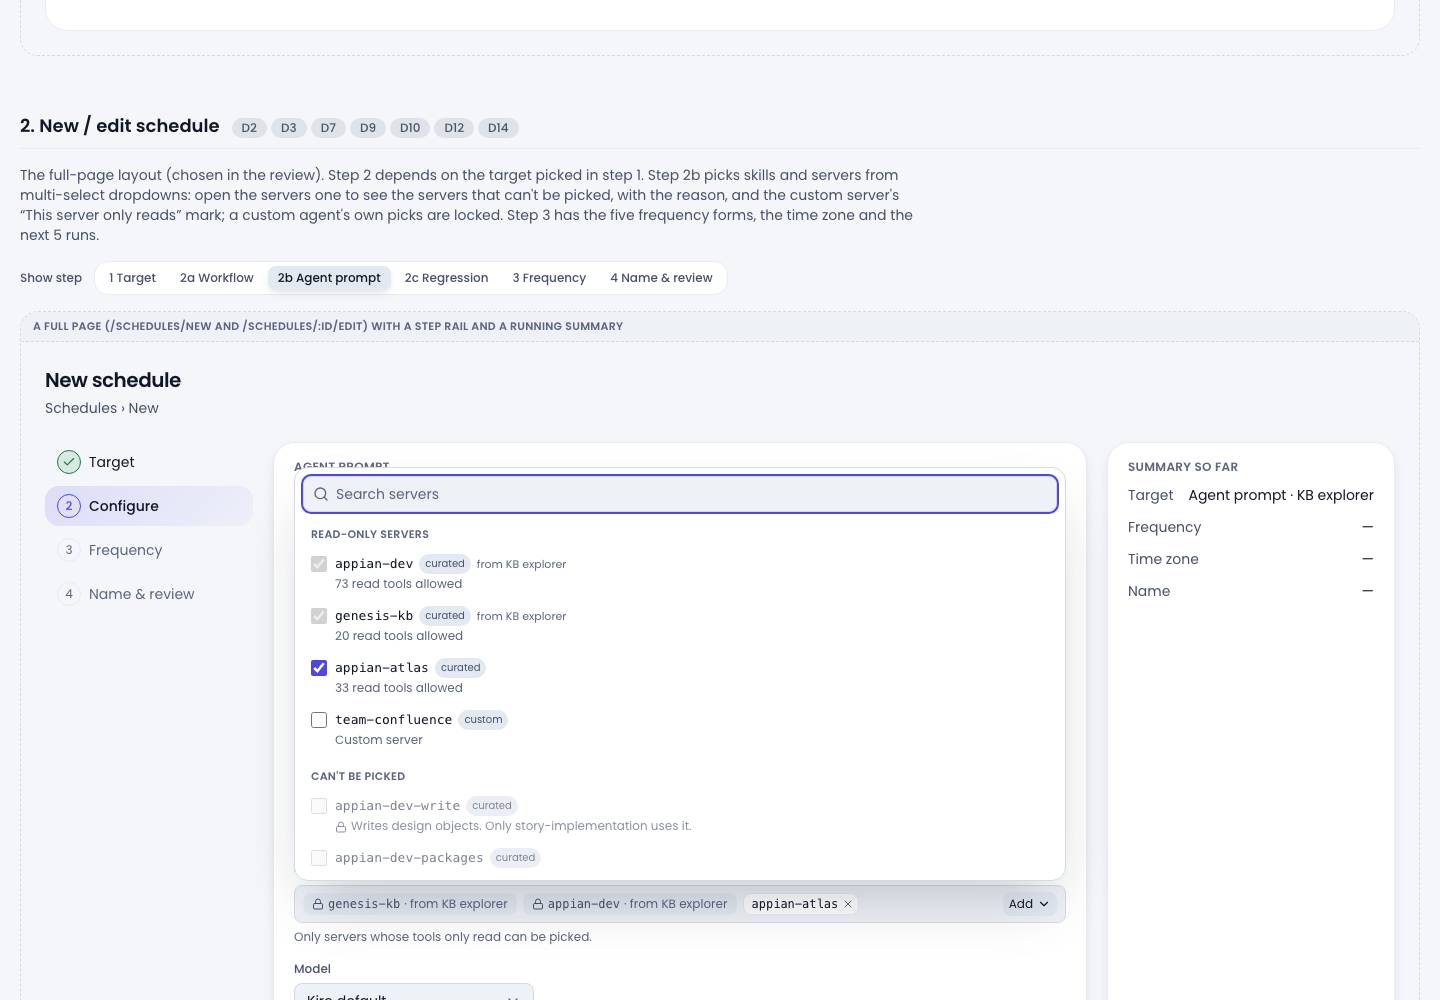 2. New / edit schedule D2 D3 D7 D9 D10 D12 D14
The full-page layout (chosen in the review). Step 2 depends on the target picked in step 1. Step 2b picks skills and servers from
multi-select dropdowns: open the servers one to see the servers that can't be picked, with the reason, and the custom server's
“This server only reads” mark; a custom agent's own picks are locked. Step 3 has the five frequency forms, the time zone and the
next 5 runs.
Show step 1 Target 2a Workflow 2b Agent prompt 2c Regression 3 Frequency 4 Name & review
A FULL PAGE (/SCHEDULES/NEW AND /SCHEDULES/:ID/EDIT) WITH A STEP RAIL AND A RUNNING SUMMARY
New schedule
Schedules › New
Target
2 Configure
3 Frequency
4 Name & review
AGENT PROMPT
Search servers
READ-ONLY SERVERS
appian-dev curated from KB explorer
73 read tools allowed
genesis-kb curated from KB explorer
20 read tools allowed
appian-atlas curated
33 read tools allowed
team-confluence custom
Custom server
CAN'T BE PICKED
appian-dev-write curated
Writes design objects. Only story-implementation uses it.
appian-dev-packages curated
genesis-kb · from KB explorer appian-dev · from KB explorer appian-atlas × Add
Only servers whose tools only read can be picked.
Model
Kiro default
SUMMARY SO FAR
Target Agent prompt · KB explorer
Frequency —
Time zone —
Name —